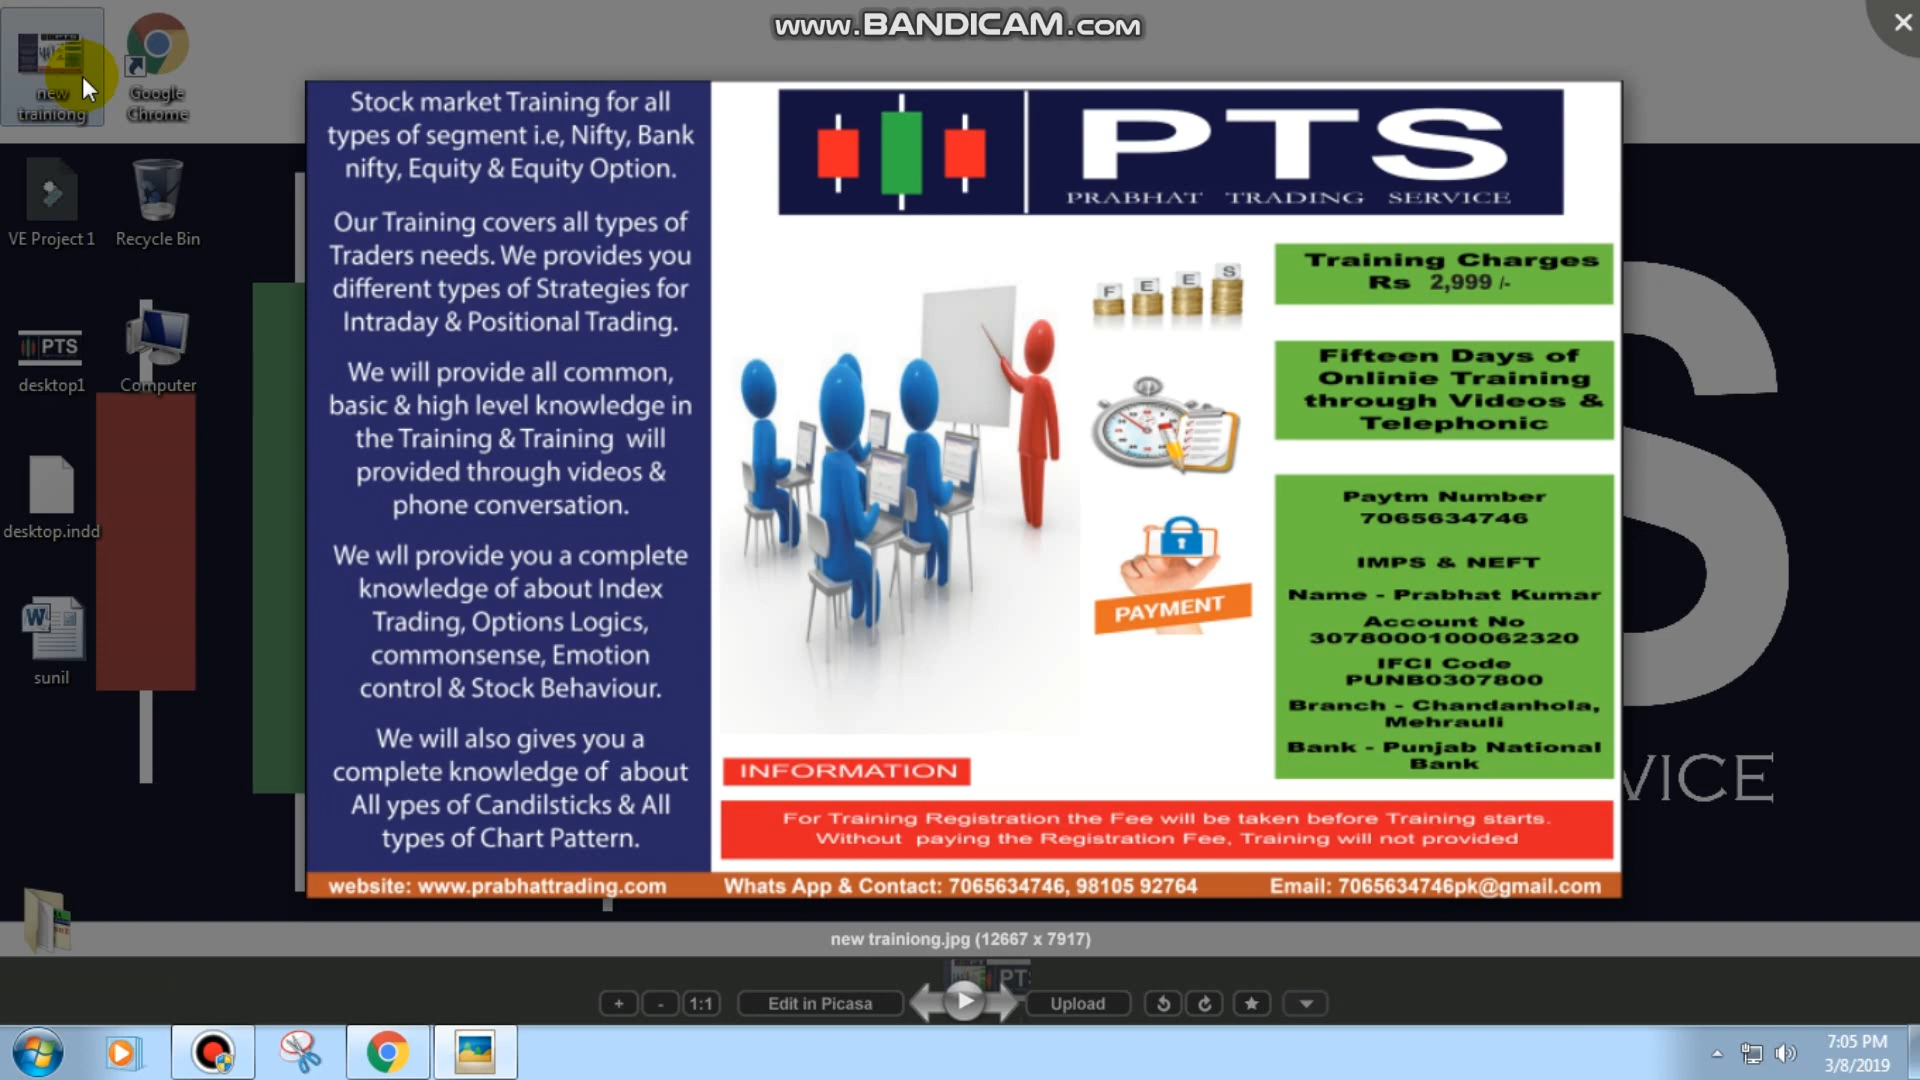 www.BANDICAM.com
new
trainiong
Google
Chrome
VE Project 1
Recycle Bin
PTS
desktop1
Computer
desktop.indd
sunil
Stock market Training for all
types of segment i.e, Nifty, Bank
nifty, Equity & Equity Option.
Our Training covers all types of
Traders needs. We provides you
different types of Strategies for
Intraday & Positional Trading.
We will provide all common,
basic & high level knowledge in
the Training & Training will
provided through videos &
phone conversation.
We wll provide you a complete
knowledge of about Index
Trading, Options Logics,
commonsense, Emotion
control & Stock Behaviour.
We will also gives you a
complete knowledge of about
All ypes of Candilsticks & All
types of Chart Pattern.
PTS
PRABHAT TRADING SERVICE
FEES
Training Charges
Rs 2,999 /-
Fifteen Days of
Onlinie Training
through Videos &
Telephonic
PAYMENT
Paytm Number
7065634746
IMPS & NEFT
Name - Prabhat Kumar
Account No
3078000100062320
IFCI Code
PUNB0307800
Branch - Chandanhola,
Mehrauli
Bank - Punjab National
Bank
INFORMATION
For Training Registration the Fee will be taken before Training starts.
Without paying the Registration Fee, Training will not provided
website: www.prabhattrading.com Whats App & Contact: 7065634746, 98105 92764 Email: 7065634746pk@gmail.com
S
VICE
new trainiong.jpg (12667 x 7917)
PTS
+ - 1:1 Edit in Picasa Upload
7:05 PM
3/8/2019